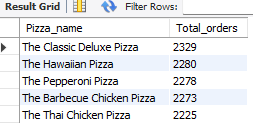 Result Grid Filter Rows:
Pizza_name Total_orders
The Classic Deluxe Pizza 2329
The Hawaiian Pizza 2280
The Pepperoni Pizza 2278
The Barbecue Chicken Pizza 2273
The Thai Chicken Pizza 2225